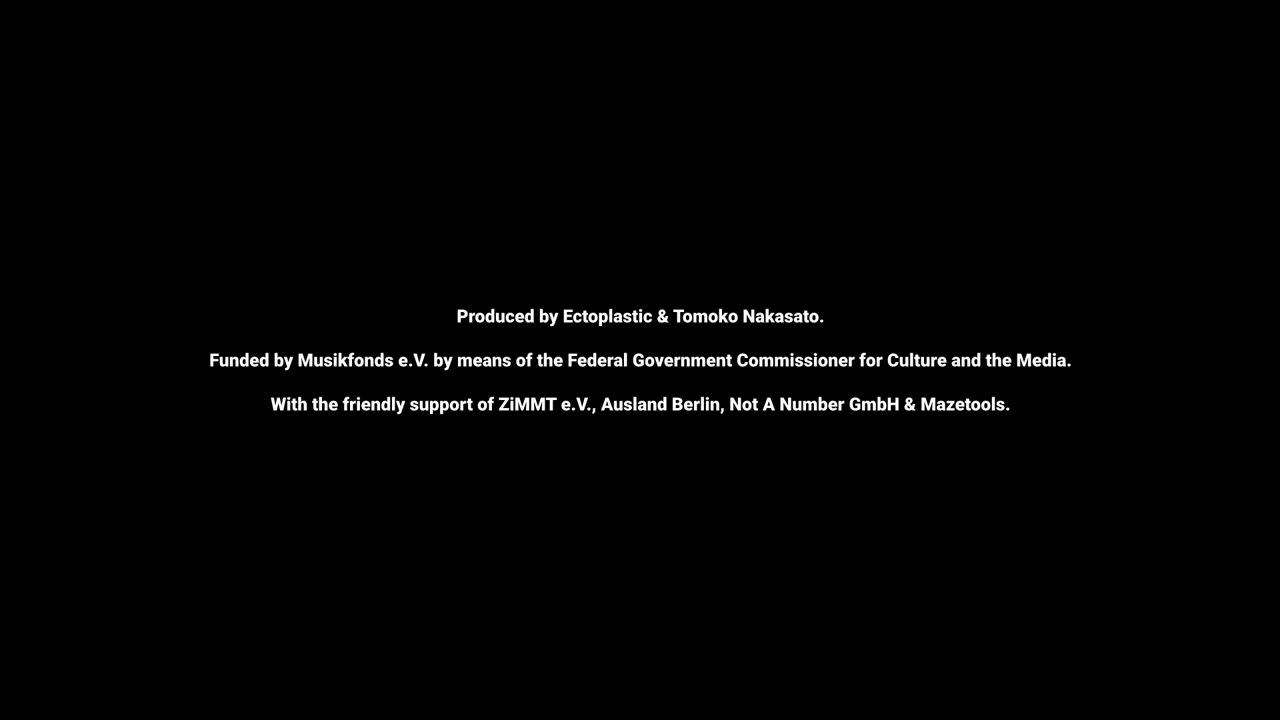 Produced by Ectoplastic & Tomoko Nakasato.
Funded by Musikfonds e.V. by means of the Federal Government Commissioner for Culture and the Media.
With the friendly support of ZiMMT e.V., Ausland Berlin, Not A Number GmbH & Mazetools.